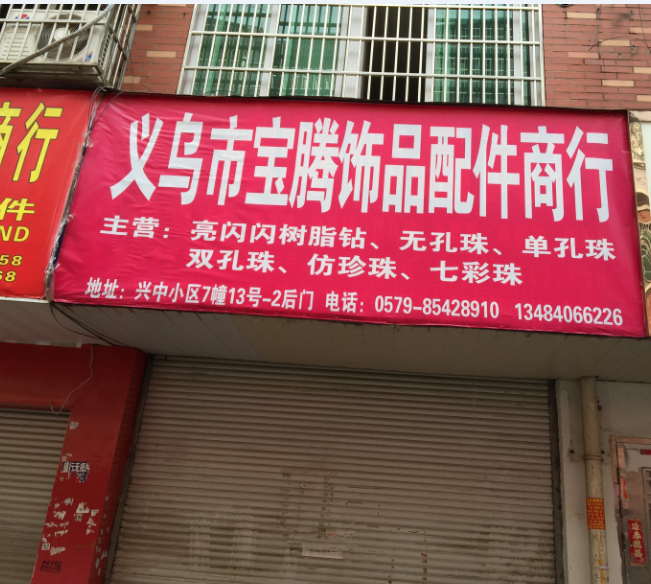 义乌市宝腾饰品配件商行
主营：亮闪闪树脂钻、无孔珠、单孔珠
双孔珠、仿珍珠、七彩珠
地址：兴中小区7幢13号-2后门 电话：0579-85428910 13484066226
商行
件
ND
58
68